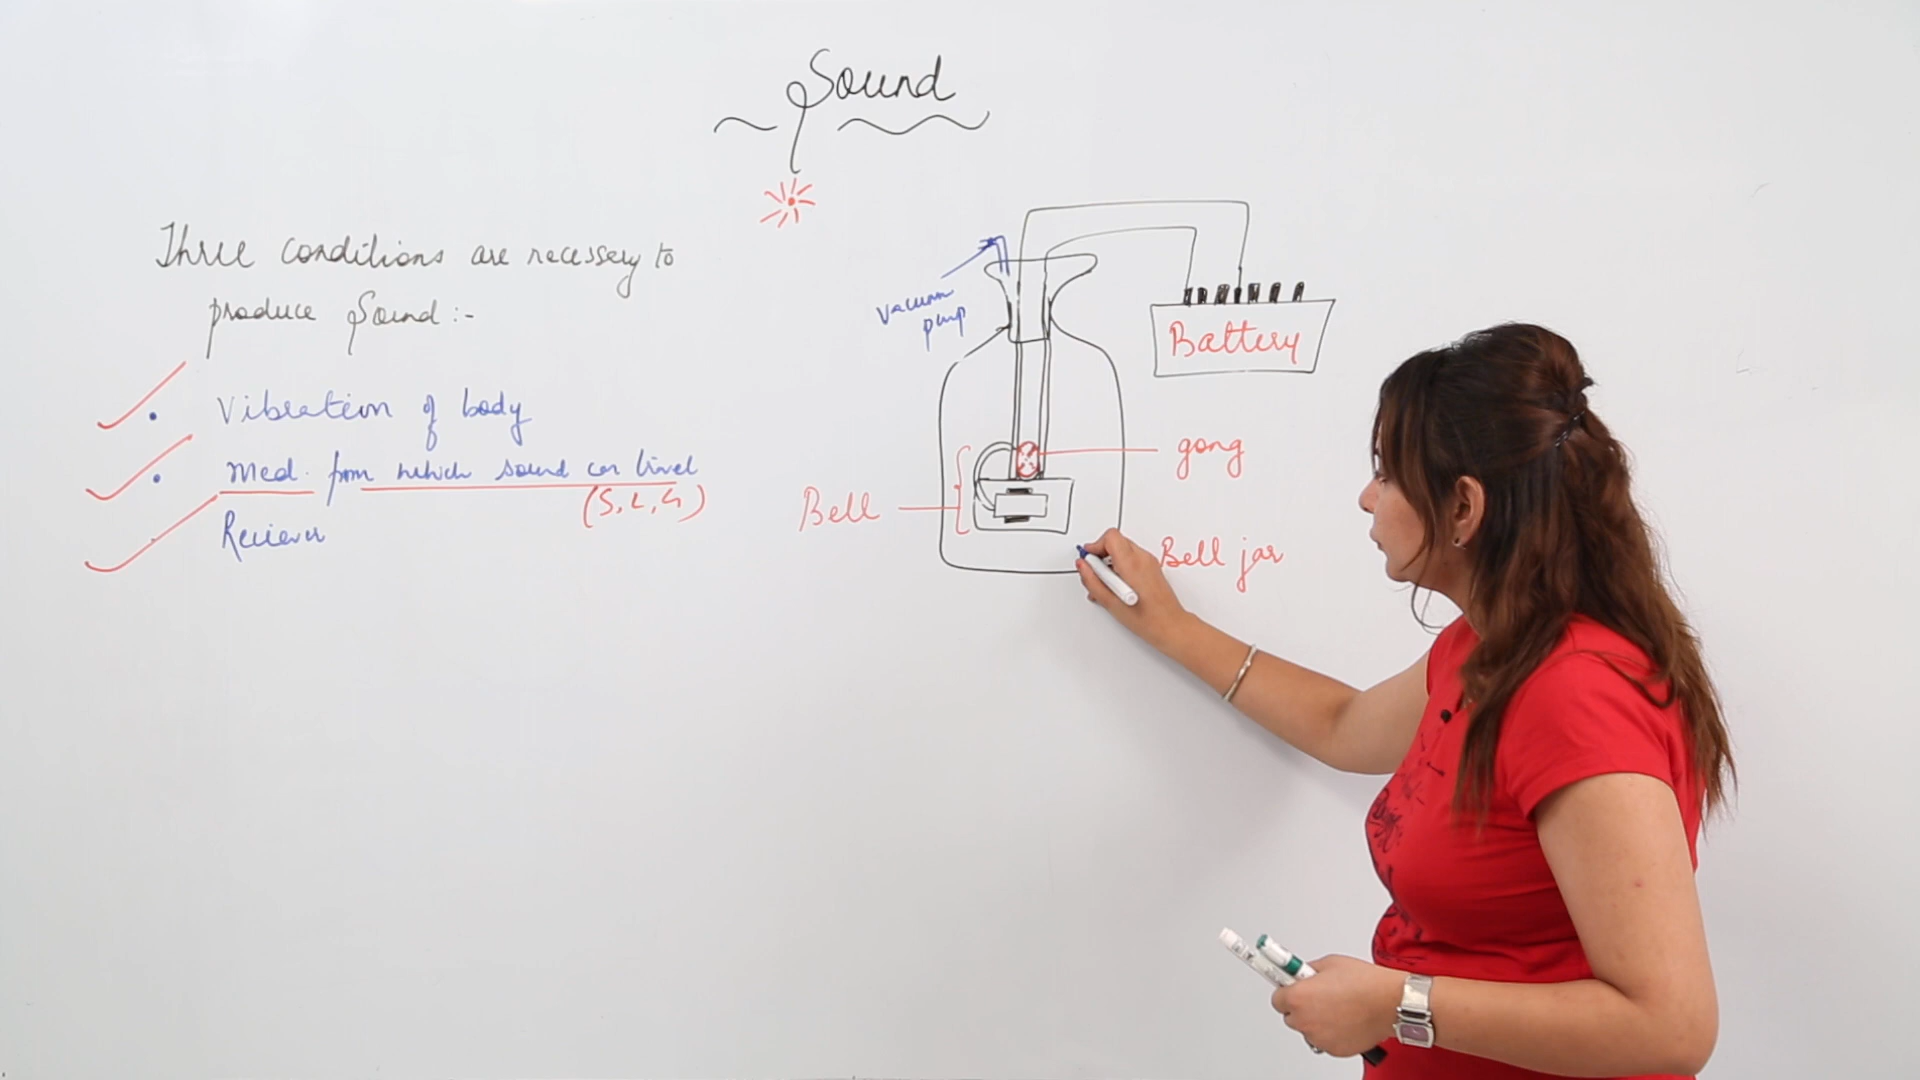 Sound
Three conditions are necessary to
produce Sound:-
• Vibration of body
• Med. from which sound can travel
(S, L, G)
Reciever
Vacuum
pump
Battery
gong
Bell
Bell jar